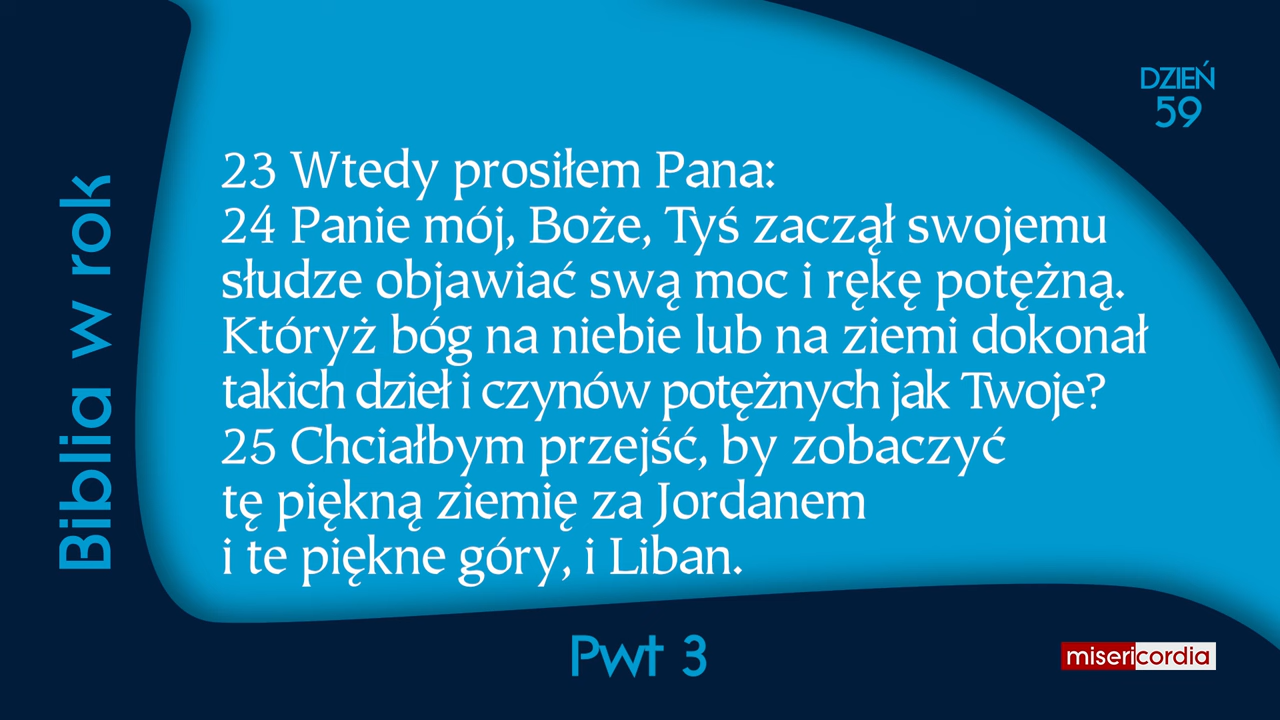 DZIEŃ
59
Biblia w rok
23 Wtedy prosiłem Pana:
24 Panie mój, Boże, Tyś zaczął swojemu
słudze objawiać swą moc i rękę potężną.
Któryż bóg na niebie lub na ziemi dokonał
takich dzieł i czynów potężnych jak Twoje?
25 Chciałbym przejść, by zobaczyć
tę piękną ziemię za Jordanem
i te piękne góry, i Liban.
Pwt 3
misericordia